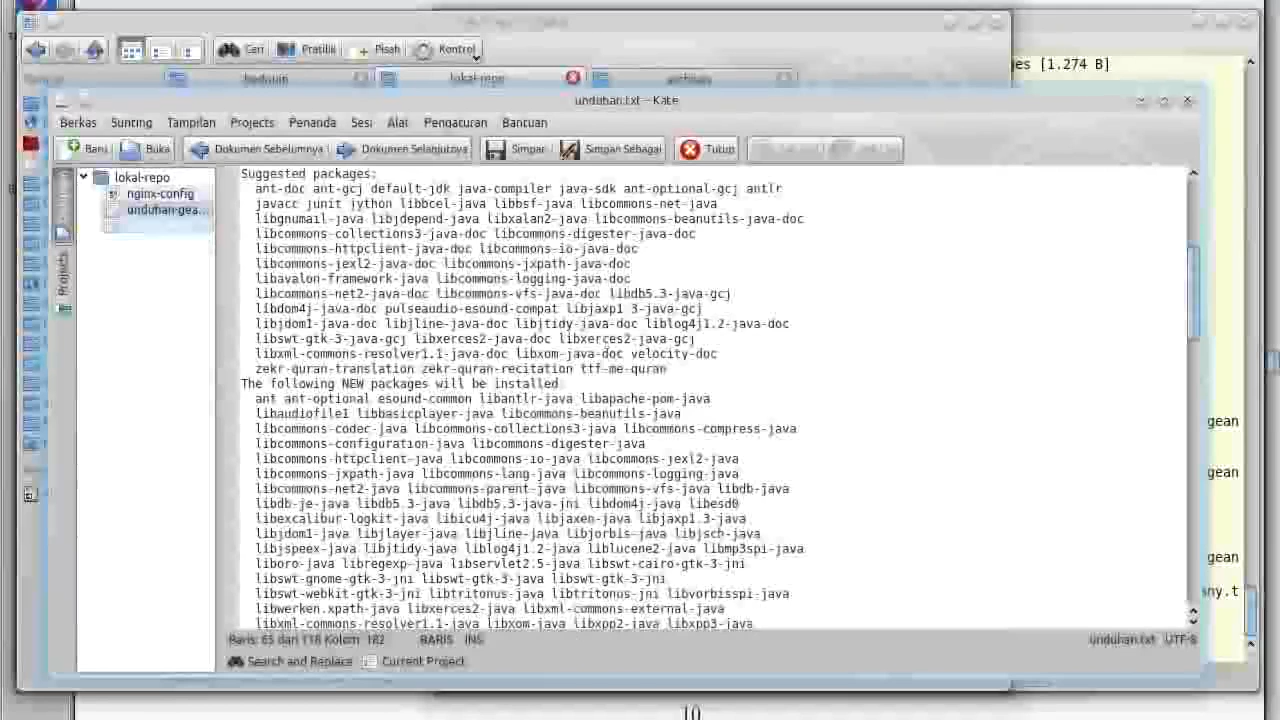 Cari Pratilik Pisah Kontrol
lokal-repo
ges [1.274 B]
unduhan.txt - Kate
Berkas Sunting Tampilan Projects Penanda Sesi Alat Pengacuran Bantuan
Baru Buka Dokumen Sebelumnya Dokumen Selanjutnya Simpan Simpan Sebagai Tutup
lokal-repo
nginx-config
unduhan-gea...
Projects
Suggested packages:
ant-doc ant-gcj default-jdk java-compiler java-sdk ant-optional-gcj antlr
javacc junit jython libbcel-java libbsf-java libcommons-net-java
libgnumail-java libjdepend-java libxalan2-java libcommons-beanutils-java-doc
libcommons-collections3-java-doc libcommons-digester-java-doc
libcommons-httpclient-java-doc libcommons-io-java-doc
libcommons-jexl2-java-doc libcommons-jxpath-java-doc
libavalon-framework-java libcommons-logging-java-doc
libcommons-net2-java-doc libcommons-vfs-java-doc libdb5.3-java-gcj
libdom4j-java-doc pulseaudio-esound-compat libjaxp1 3-java-gcj
libjdom1-java-doc libjline-java-doc libjtidy-java-doc liblog4j1.2-java-doc
libswt-gtk-3-java-gcj libxerces2-java-doc libxerces2-java-gcj
libxml-commons-resolver1.1-java-doc libxom-java-doc velocity-doc
zekr-quran-translation zekr-quran-recitation ttf-me-quran
The following NEW packages will be installed
ant ant-optional esound-common libantlr-java libapache-pom-java
libaudiofile1 libbasicplayer-java libcommons-beanutils-java
libcommons-codec-java libcommons-collections3-java libcommons-compress-java
libcommons-configuration-java libcommons-digester-java
libcommons-httpclient-java libcommons-io-java libcommons-jexl2-java
libcommons-jxpath-java libcommons-lang-java libcommons-logging-java
libcommons-net2-java libcommons-parent-java libcommons-vfs-java libdb-java
libdb-je-java libdb5.3-java libdb5.3-java-jni libdom4j-java libesd0
libexcalibur-logkit-java libicu4j-java libjaxen-java libjaxp1.3-java
libjdom1-java libjlayer-java libjline-java libjorbis-java libjsch-java
libjspeex-java libjtidy-java liblog4j1.2-java liblucene2-java libmp3spi-java
liboro-java libregexp-java libservlet2.5-java libswt-cairo-gtk-3-jni
libswt-gnome-gtk-3-jni libswt-gtk-3-java libswt-gtk-3-jni
libswt-webkit-gtk-3-jni libtritonus-java libtritonus-jni libvorbisspi-java
libwerken.xpath-java libxerces2-java libxml-commons-external-java
libxml-commons-resolver1.1-java libxom-java libxpp2-java libxpp3-java
gean
gean
gean
ny.t
Baris: 65 dari 118 Kolom: 182 BARIS INS unduhan.txt UTF-8
Search and Replace Current Project
10